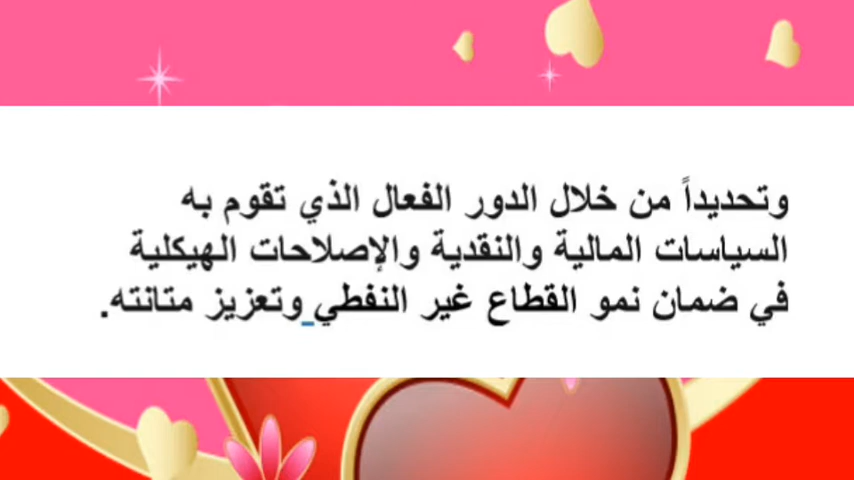 وتحديداً من خلال الدور الفعال الذي تقوم به
السياسات المالية والنقدية والإصلاحات الهيكلية
في ضمان نمو القطاع غير النفطي وتعزيز متانته.